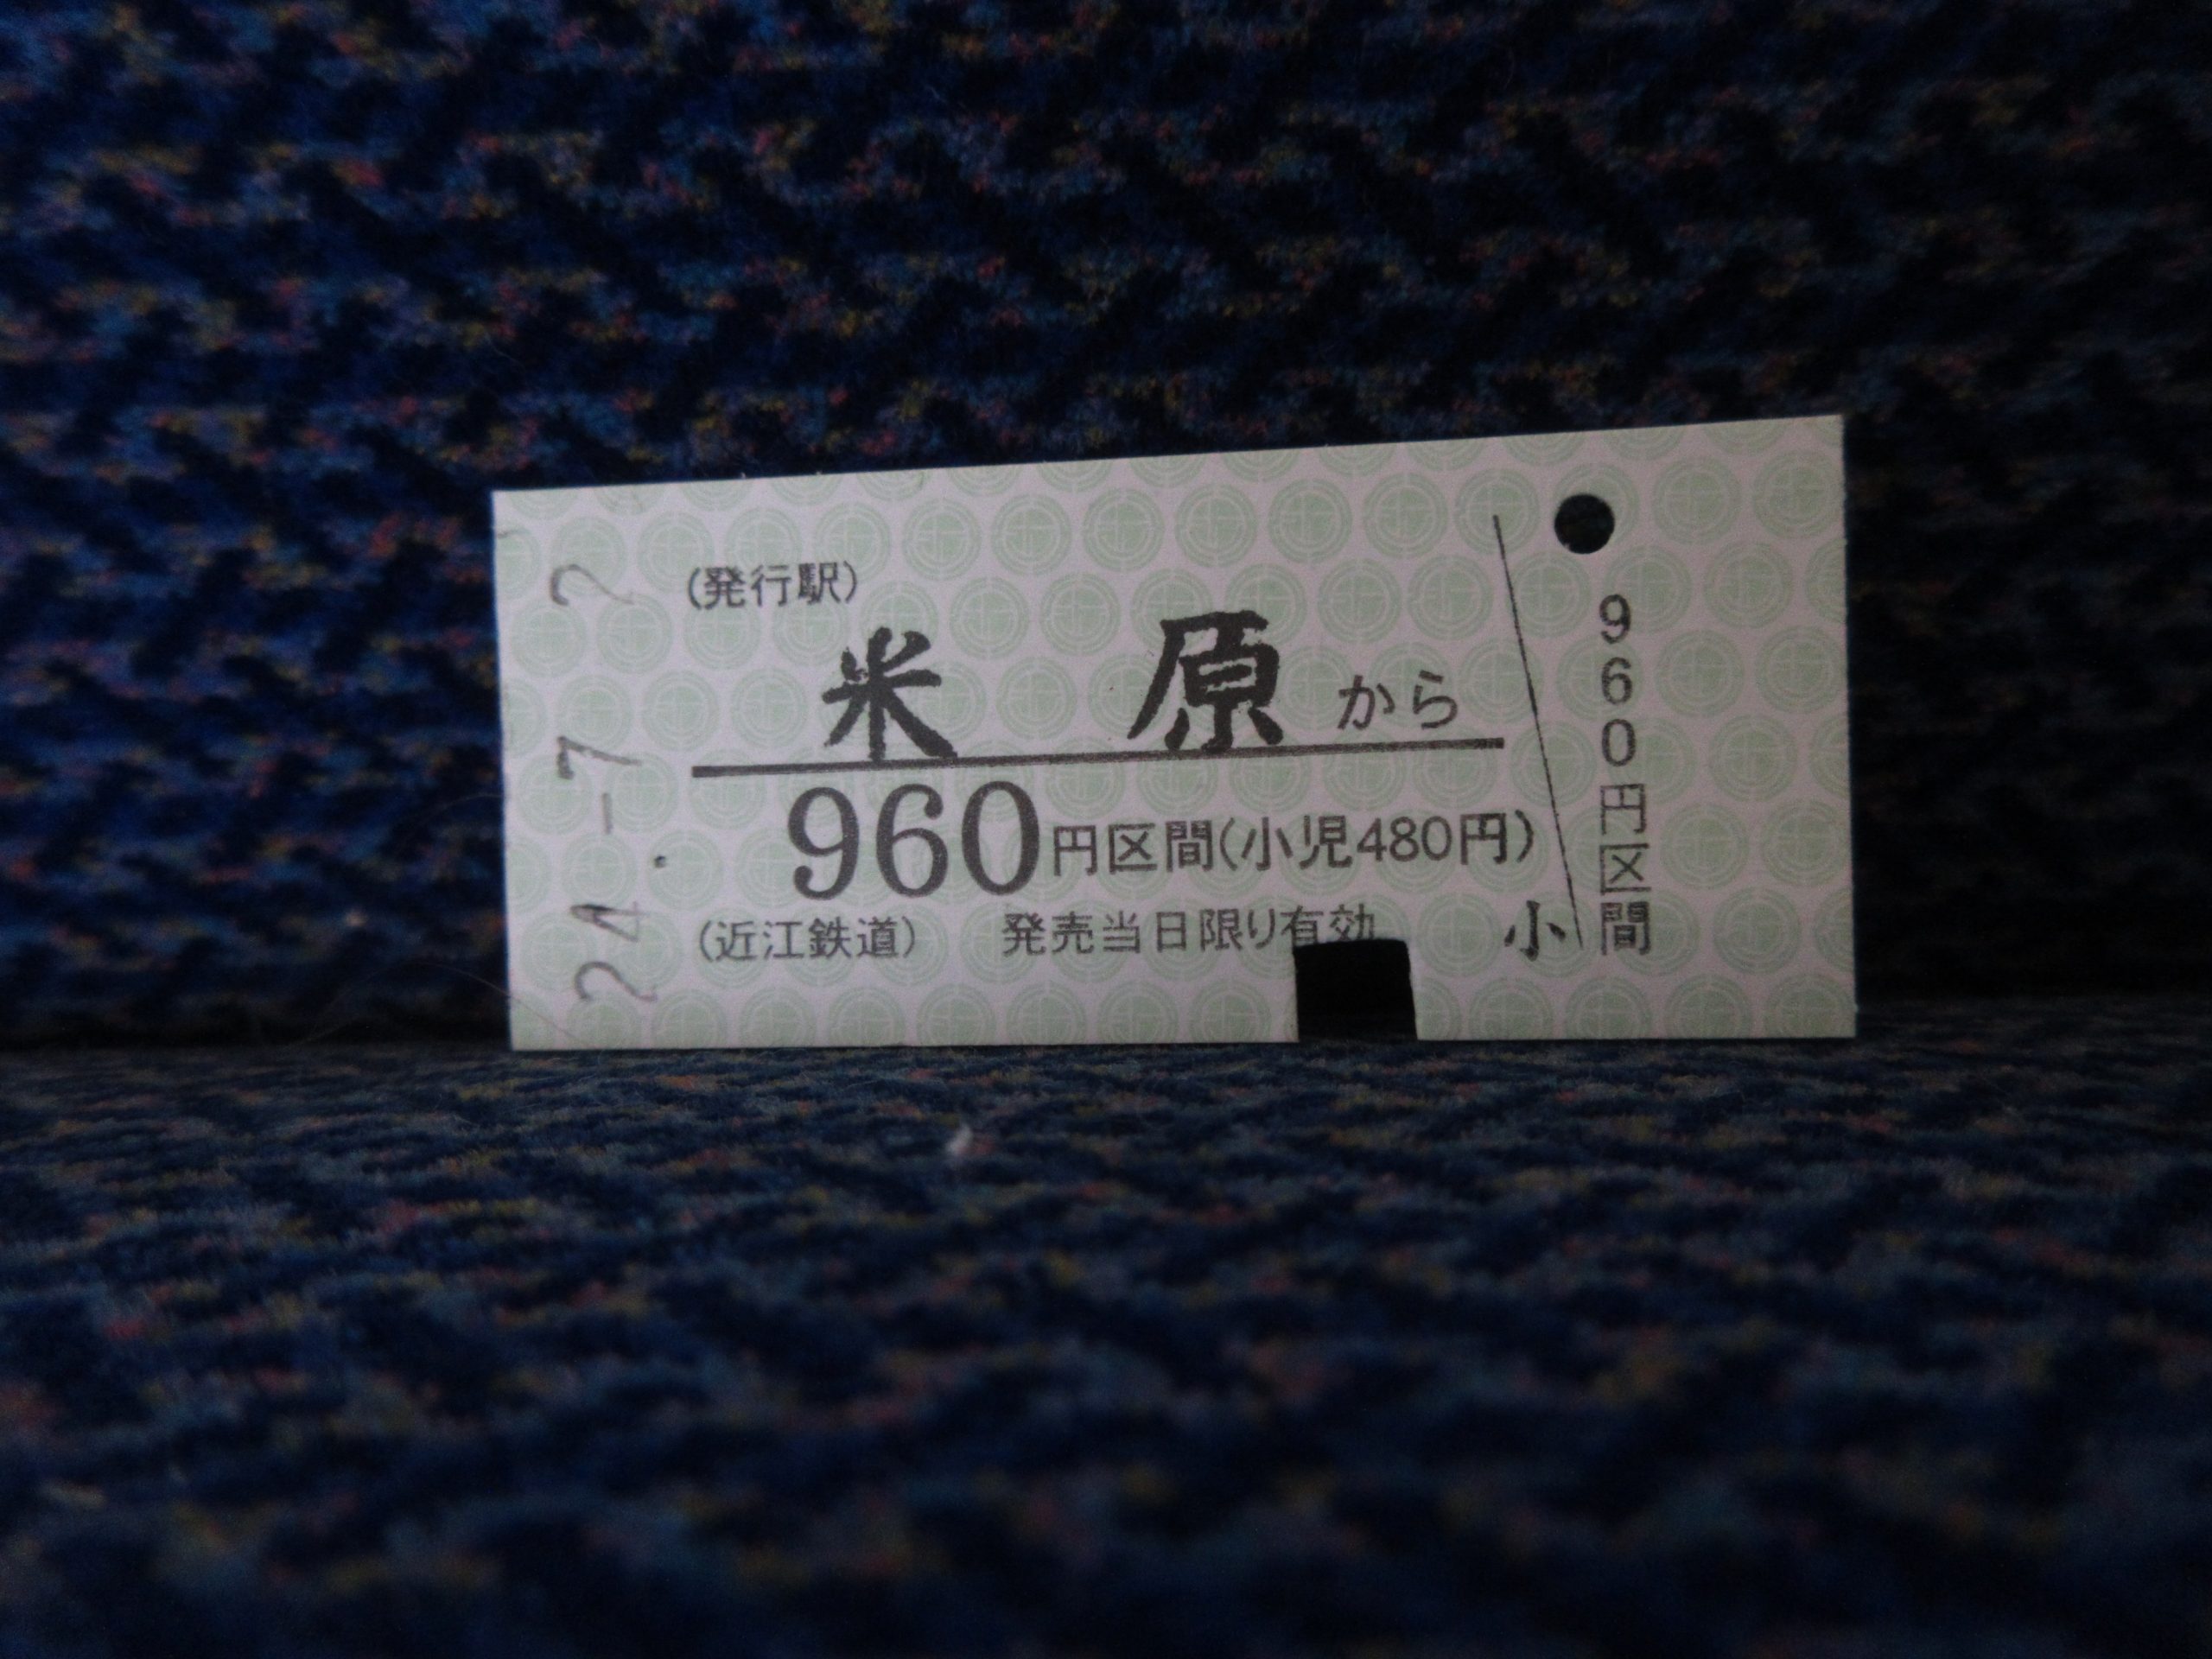 24.-7 2
(発行駅)
米原から
960円区間(小児480円)
(近江鉄道) 発売当日限り有効
小
960円区間